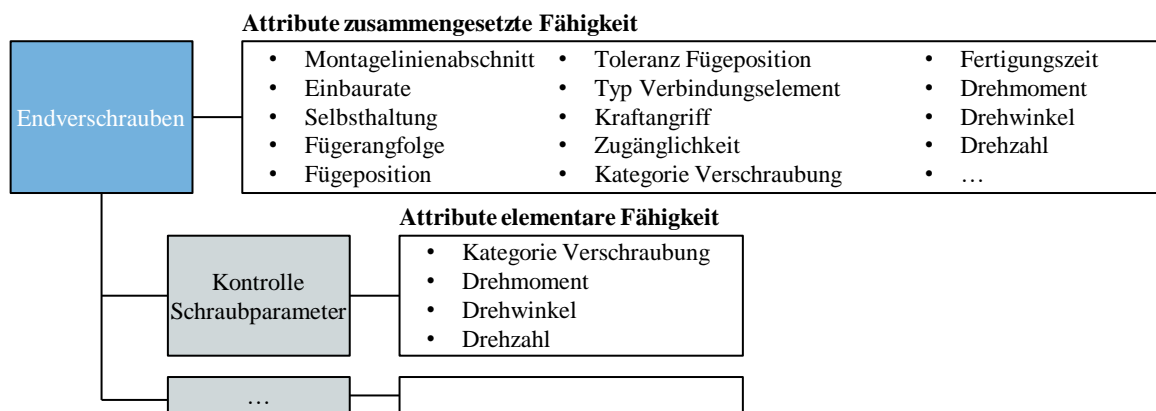 Attribute zusammengesetzte Fähigkeit
Endverschrauben
• Montagelinienabschnitt
• Einbaurate
• Selbsthaltung
• Fügerangfolge
• Fügeposition
• Toleranz Fügeposition
• Typ Verbindungselement
• Kraftangriff
• Zugänglichkeit
• Kategorie Verschraubung
• Fertigungszeit
• Drehmoment
• Drehwinkel
• Drehzahl
• …
Attribute elementare Fähigkeit
Kontrolle
Schraubparameter
• Kategorie Verschraubung
• Drehmoment
• Drehwinkel
• Drehzahl
…